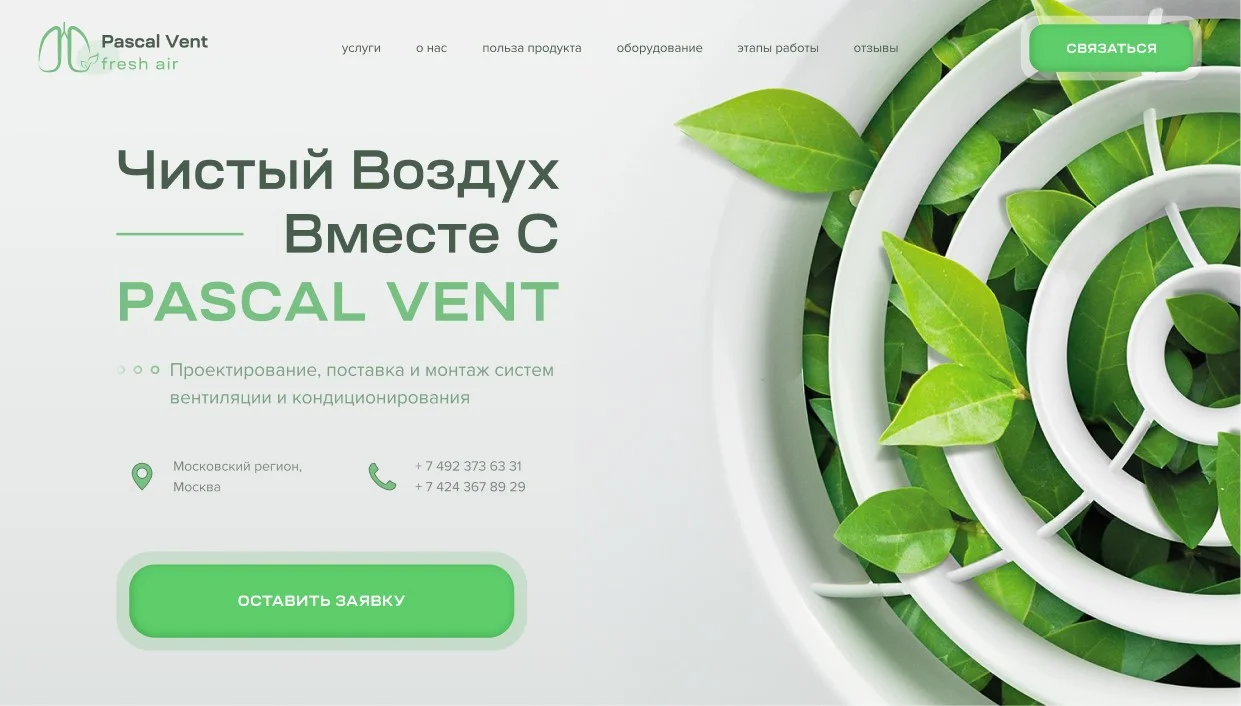 Pascal Vent
fresh air
услуги
о нас
польза продукта
оборудование
этапы работы
отзывы
СВЯЗАТЬСЯ
Чистый Воздух
Вместе С
PASCAL VENT
Проектирование, поставка и монтаж систем
вентиляции и кондиционирования
Московский регион,
Москва
+ 7 492 373 63 31
+ 7 424 367 89 29
ОСТАВИТЬ ЗАЯВКУ